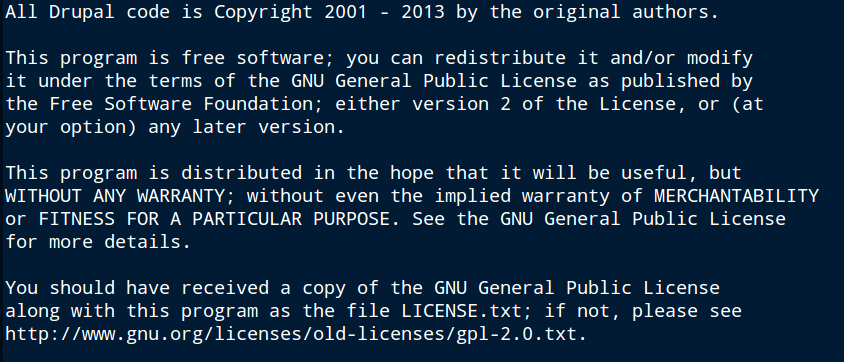 All Drupal code is Copyright 2001 - 2013 by the original authors.
This program is free software; you can redistribute it and/or modify
it under the terms of the GNU General Public License as published by
the Free Software Foundation; either version 2 of the License, or (at
your option) any later version.
This program is distributed in the hope that it will be useful, but
WITHOUT ANY WARRANTY; without even the implied warranty of MERCHANTABILITY
or FITNESS FOR A PARTICULAR PURPOSE. See the GNU General Public License
for more details.
You should have received a copy of the GNU General Public License
along with this program as the file LICENSE.txt; if not, please see
http://www.gnu.org/licenses/old-licenses/gpl-2.0.txt.